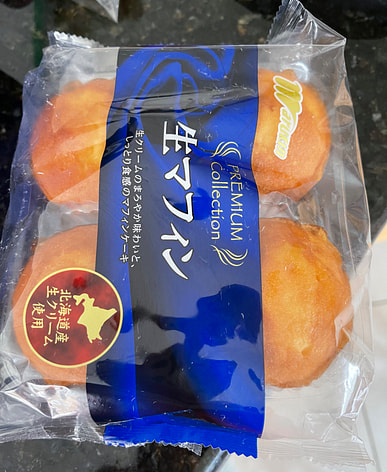 PREMIUM
Collection
生マフィン
生クリームのまろやか味わいと、
しっとり食感のマフィンケーキ
北海道産
生クリーム
使用